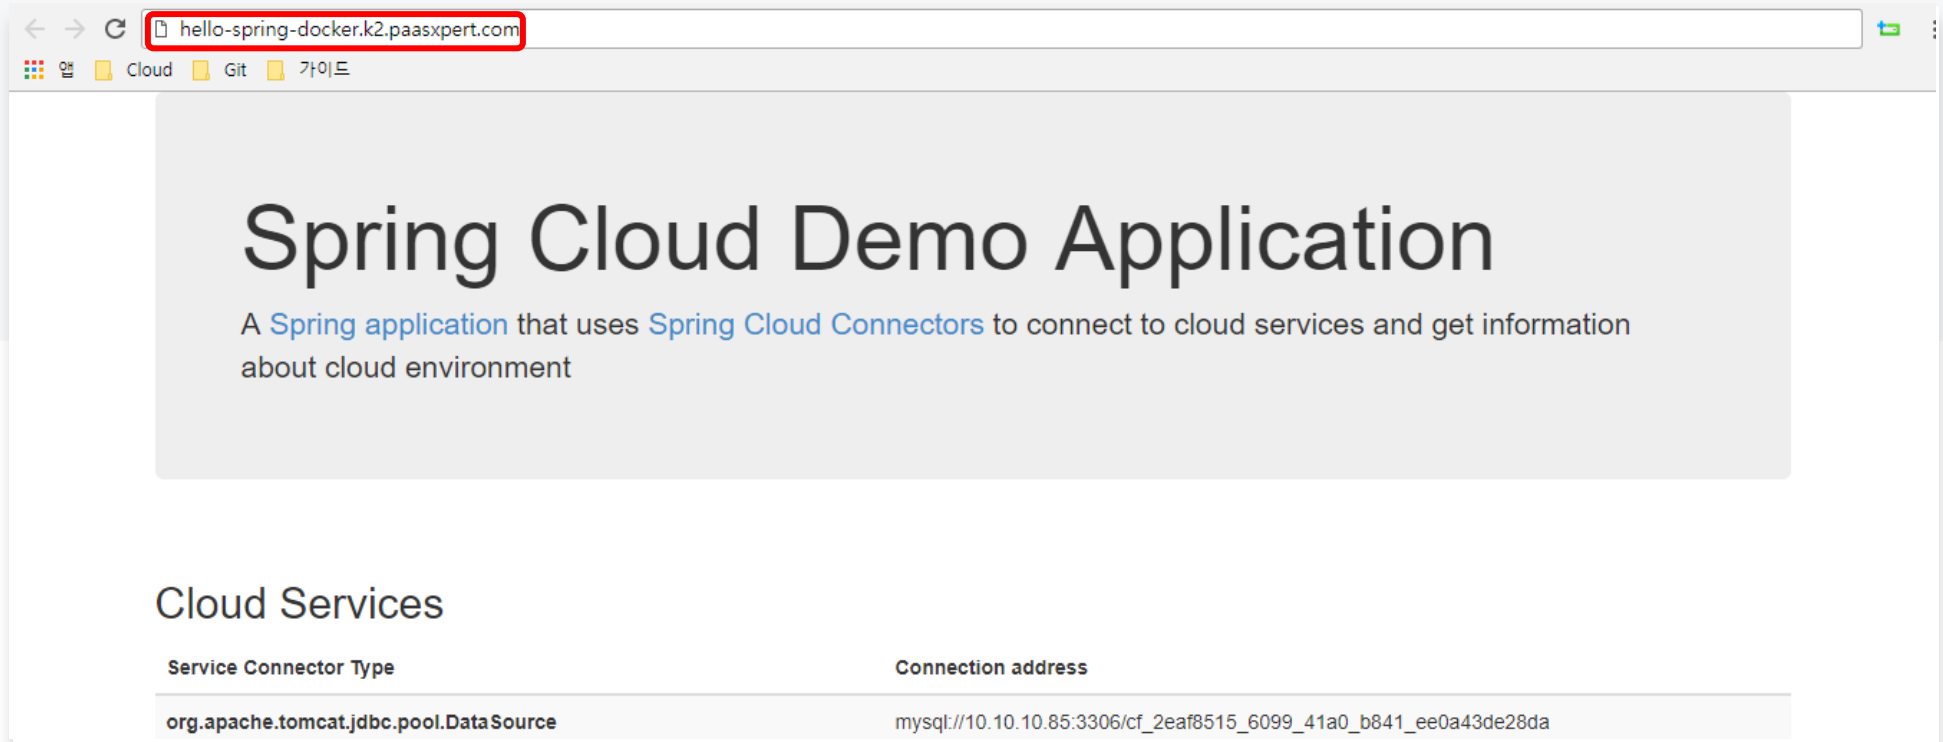 hello-spring-docker.k2.paasxpert.com
앱 Cloud Git 가이드
Spring Cloud Demo Application
A Spring application that uses Spring Cloud Connectors to connect to cloud services and get information
about cloud environment
Cloud Services
Service Connector Type Connection address
org.apache.tomcat.jdbc.pool.DataSource mysql://10.10.10.85:3306/cf_2eaf8515_6099_41a0_b841_ee0a43de28da